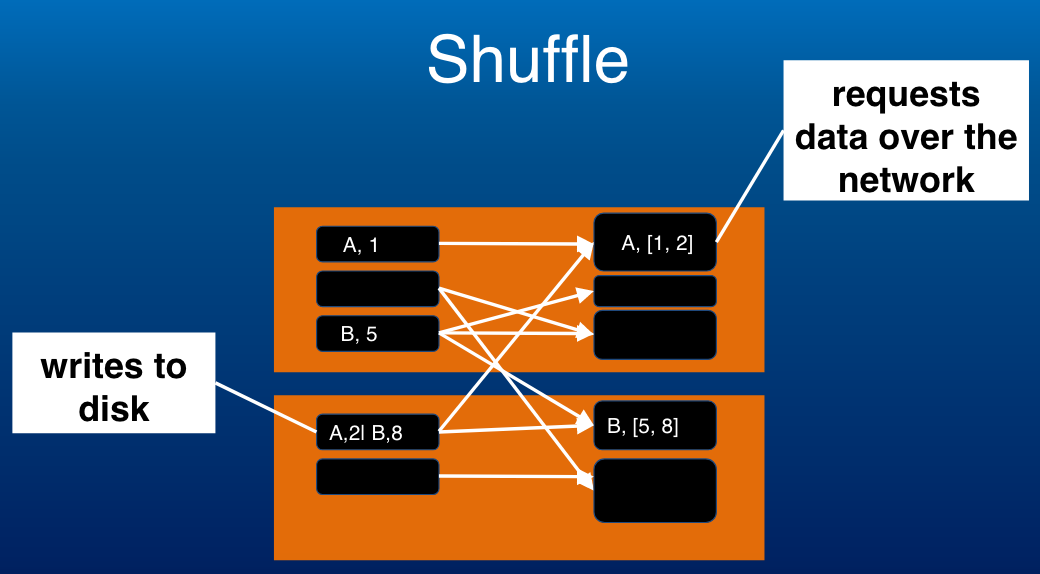 Shuffle
requests
data over the
network
A, 1
A, [1, 2]
B, 5
writes to
disk
A,2| B,8
B, [5, 8]